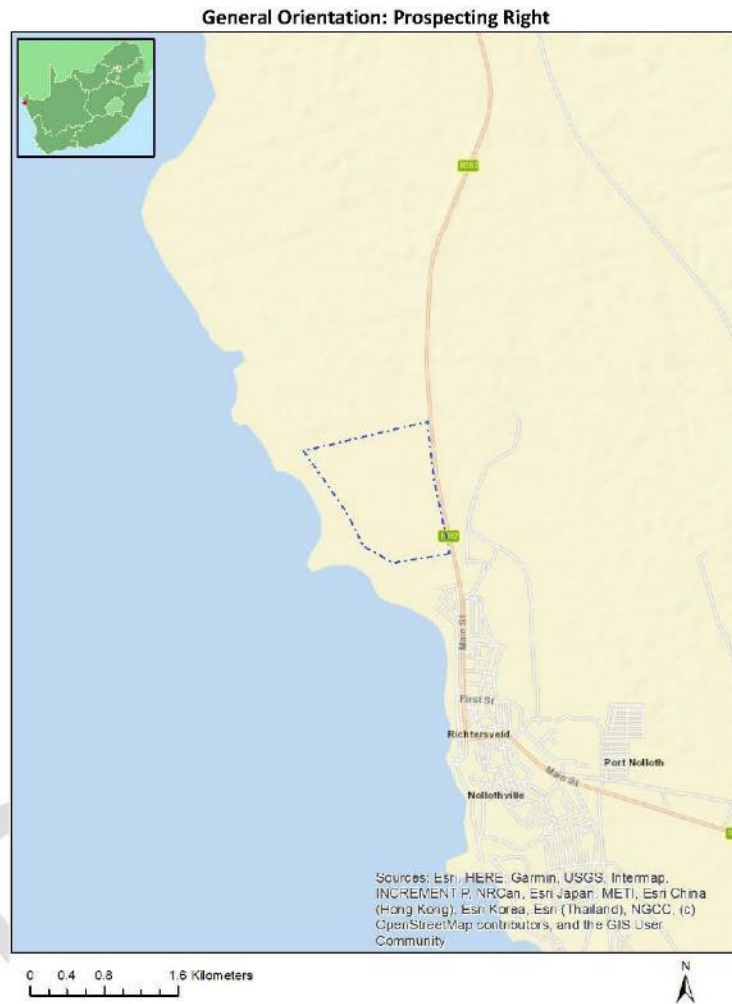 General Orientation: Prospecting Right
R382
Main St
First St
Richtersveld
Port Nolloth
Main St
Nollothville
Sources: Esri, HERE, Garmin, USGS, Intermap,
INCREMENT P, NRCan, Esri Japan, METI, Esri China
(Hong Kong), Esri Korea, Esri (Thailand), NGCC, (c)
OpenStreetMap contributors, and the GIS User
Community
0 0.4 0.8 1.6 Kilometers
N